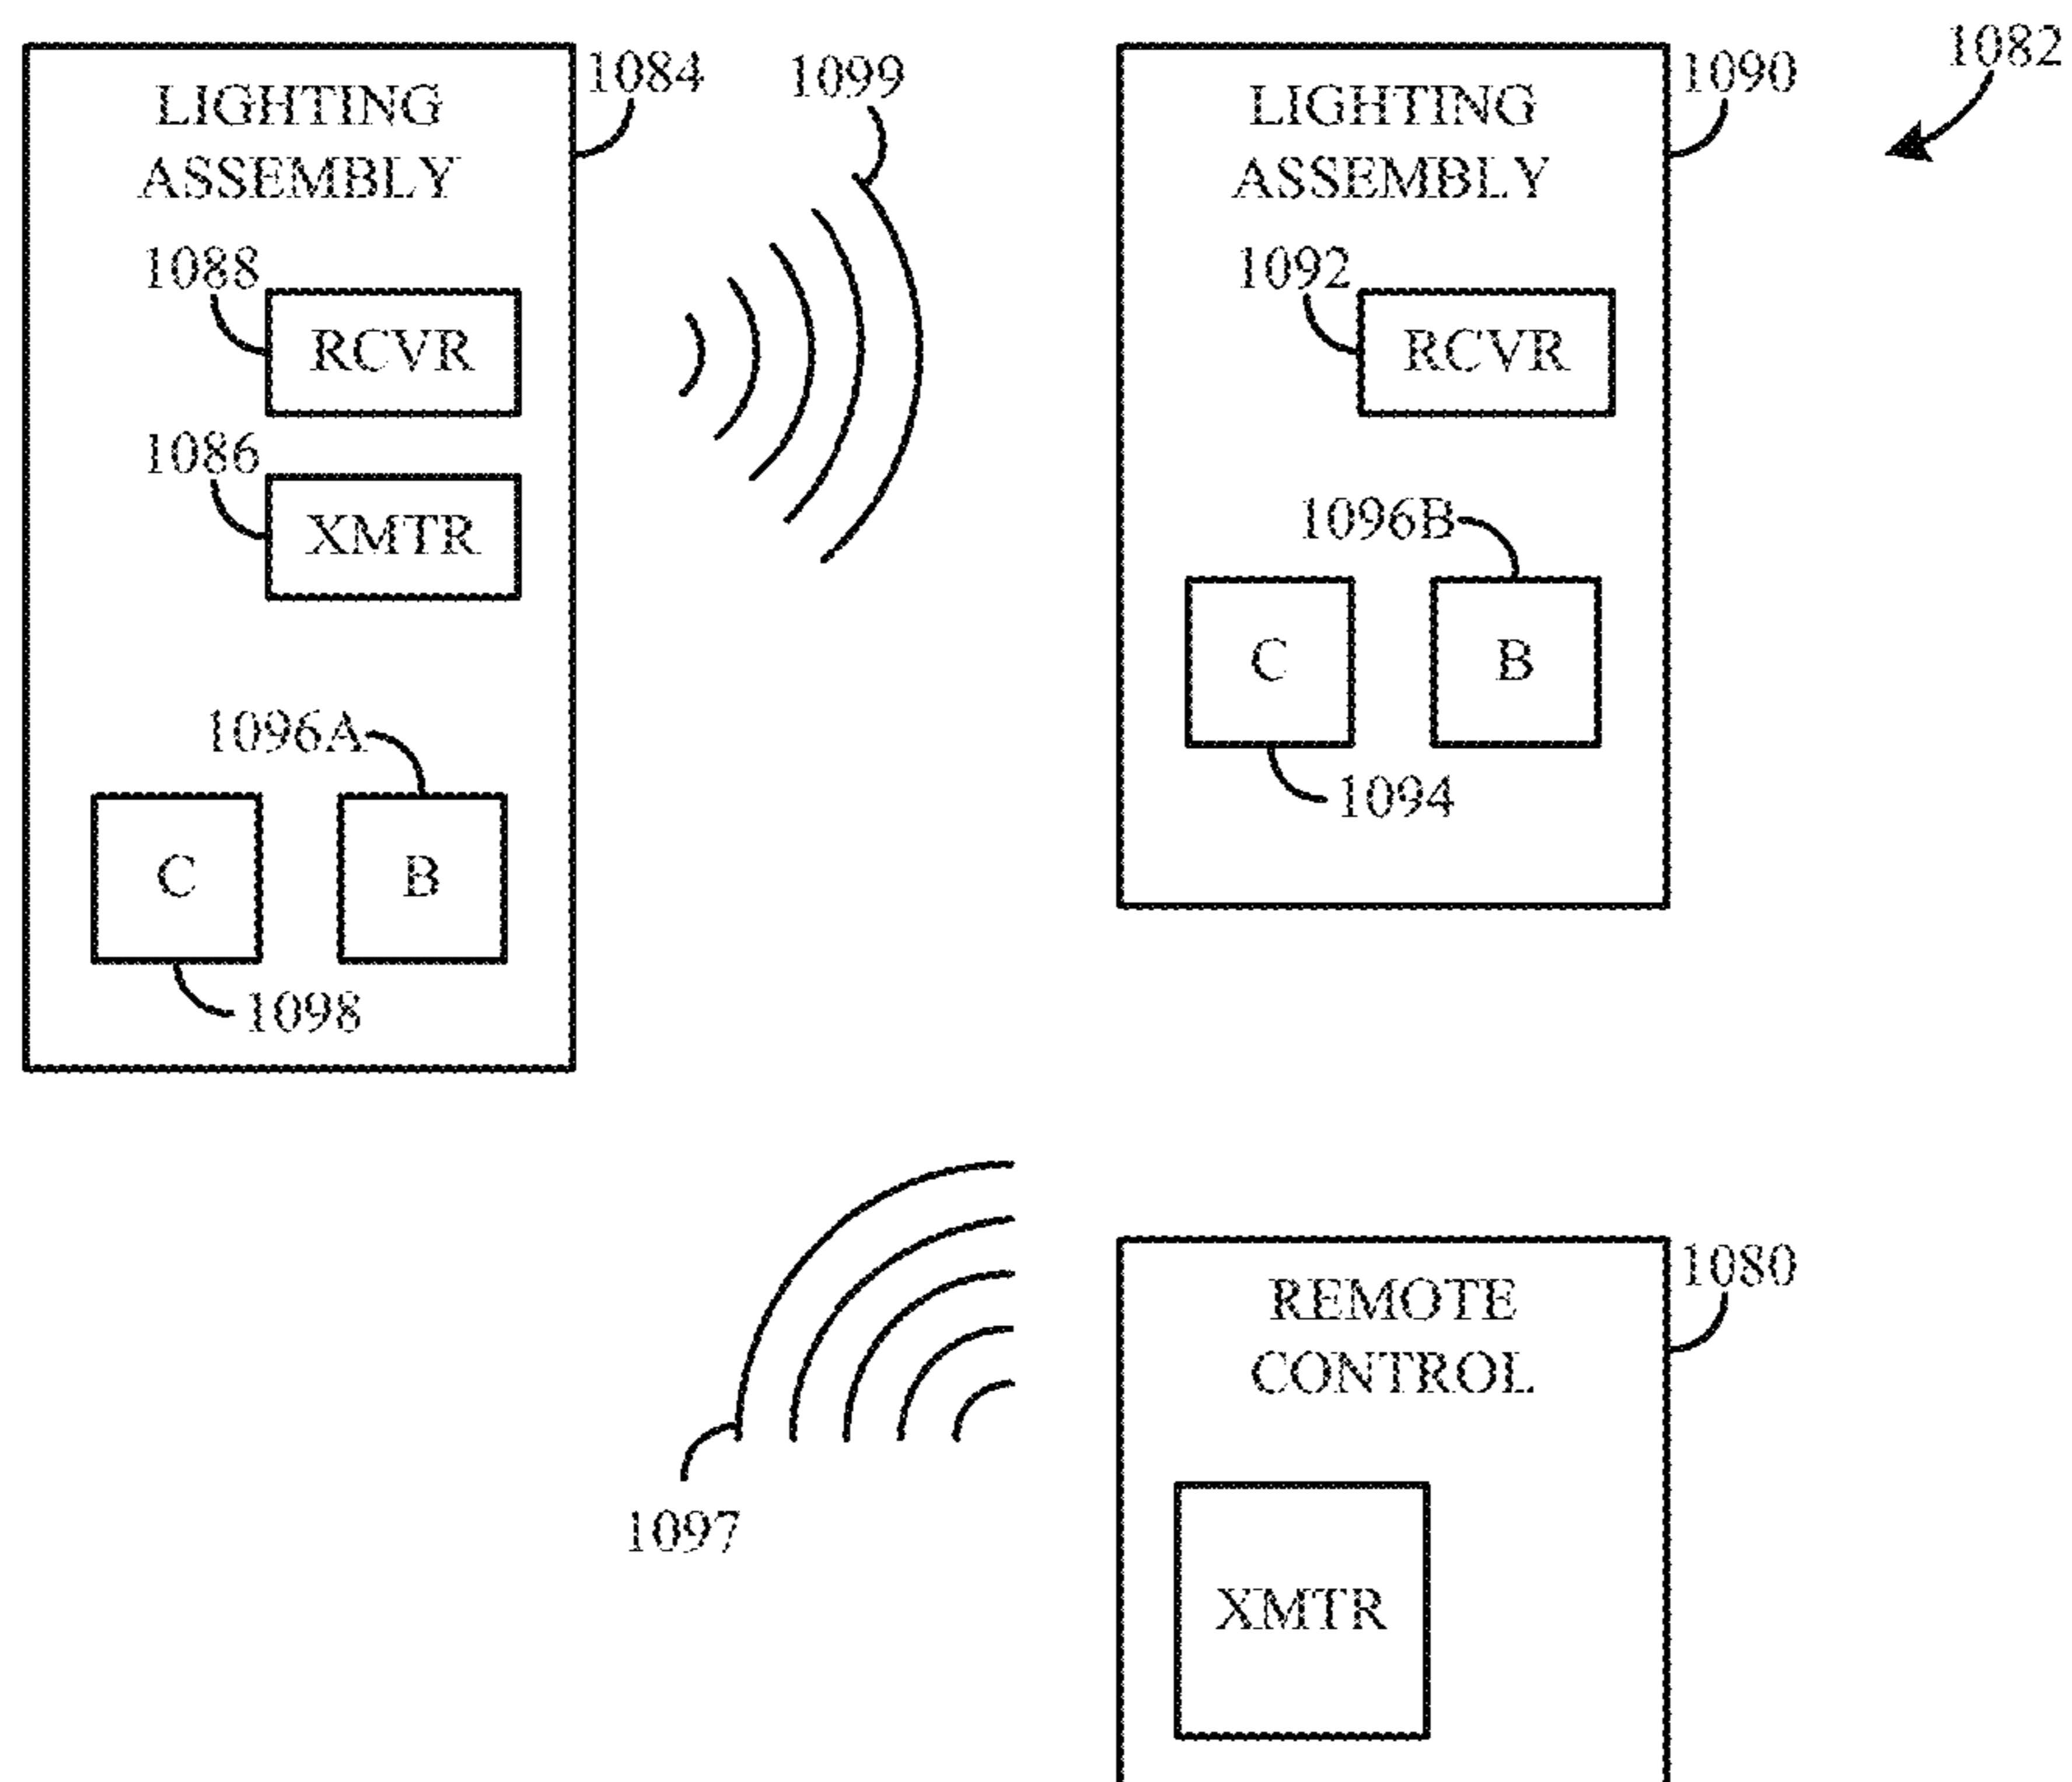 LIGHTING
ASSEMBLY
1084
1088
RCVR
1086
XMTR
1096A
C
B
1098
1099
LIGHTING
ASSEMBLY
1090
1082
1092
RCVR
1096B
C
B
1094
1097
REMOTE
CONTROL
1080
XMTR